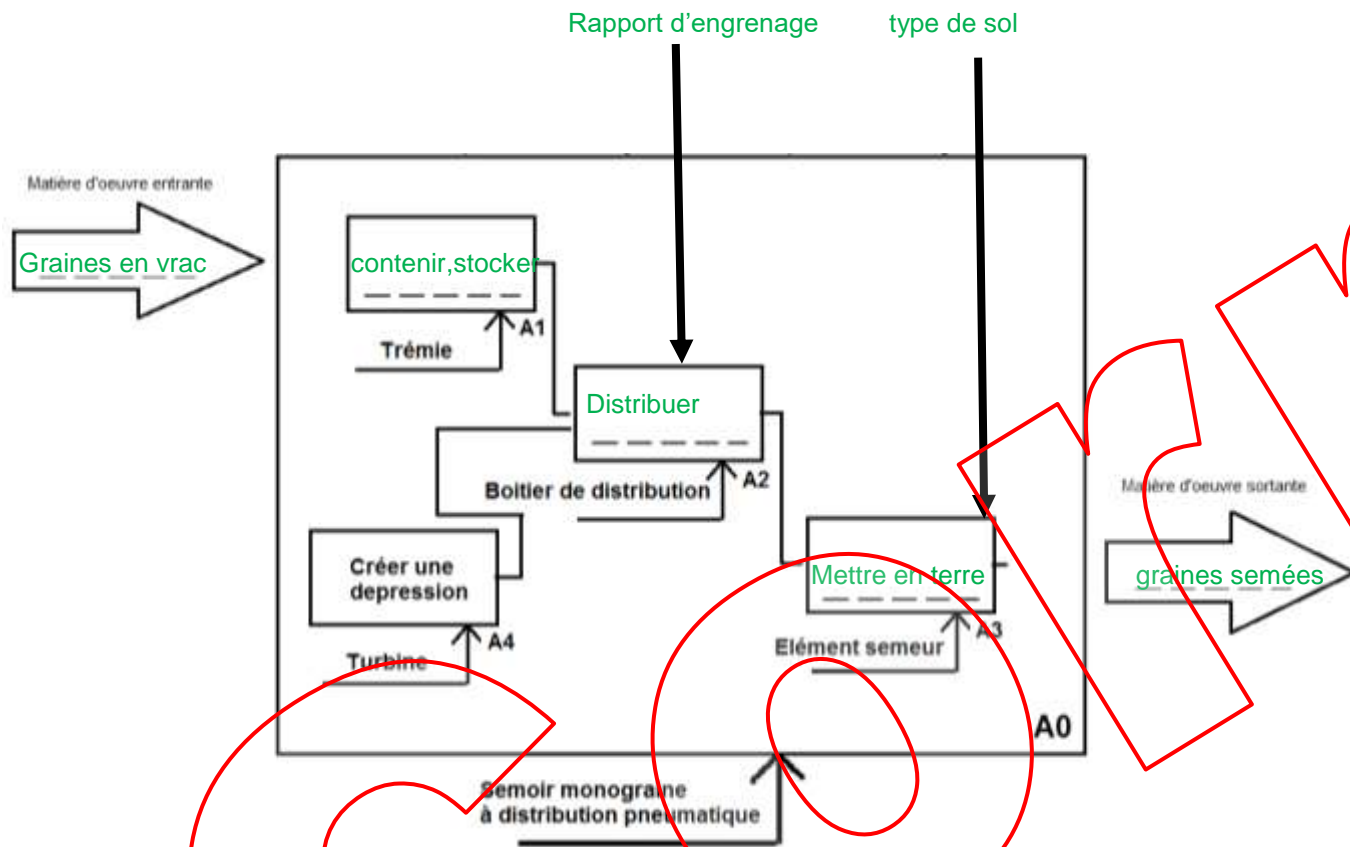 Rapport d’engrenage
type de sol
Matière d'oeuvre entrante
Graines en vrac
contenir,stocker
A1
Trémie
Distribuer
A2
Boitier de distribution
Matière d'oeuvre sortante
graines semées
Créer une
depression
A4
Turbine
Mettre en terre
A3
Elément semeur
A0
Semoir monograine
à distribution pneumatique